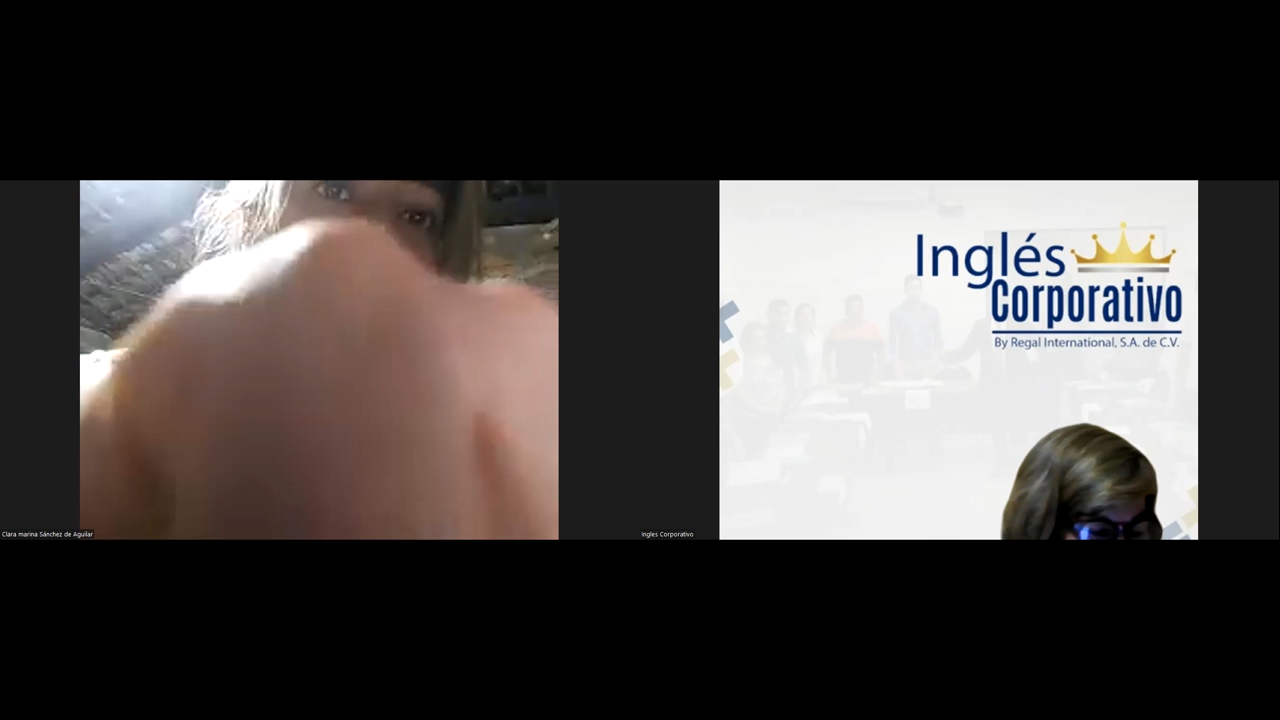 Inglés
Corporativo
By Regal International, S.A. de C.V.
Clara marina Sánchez de Aguilar
Ingles Corporativo